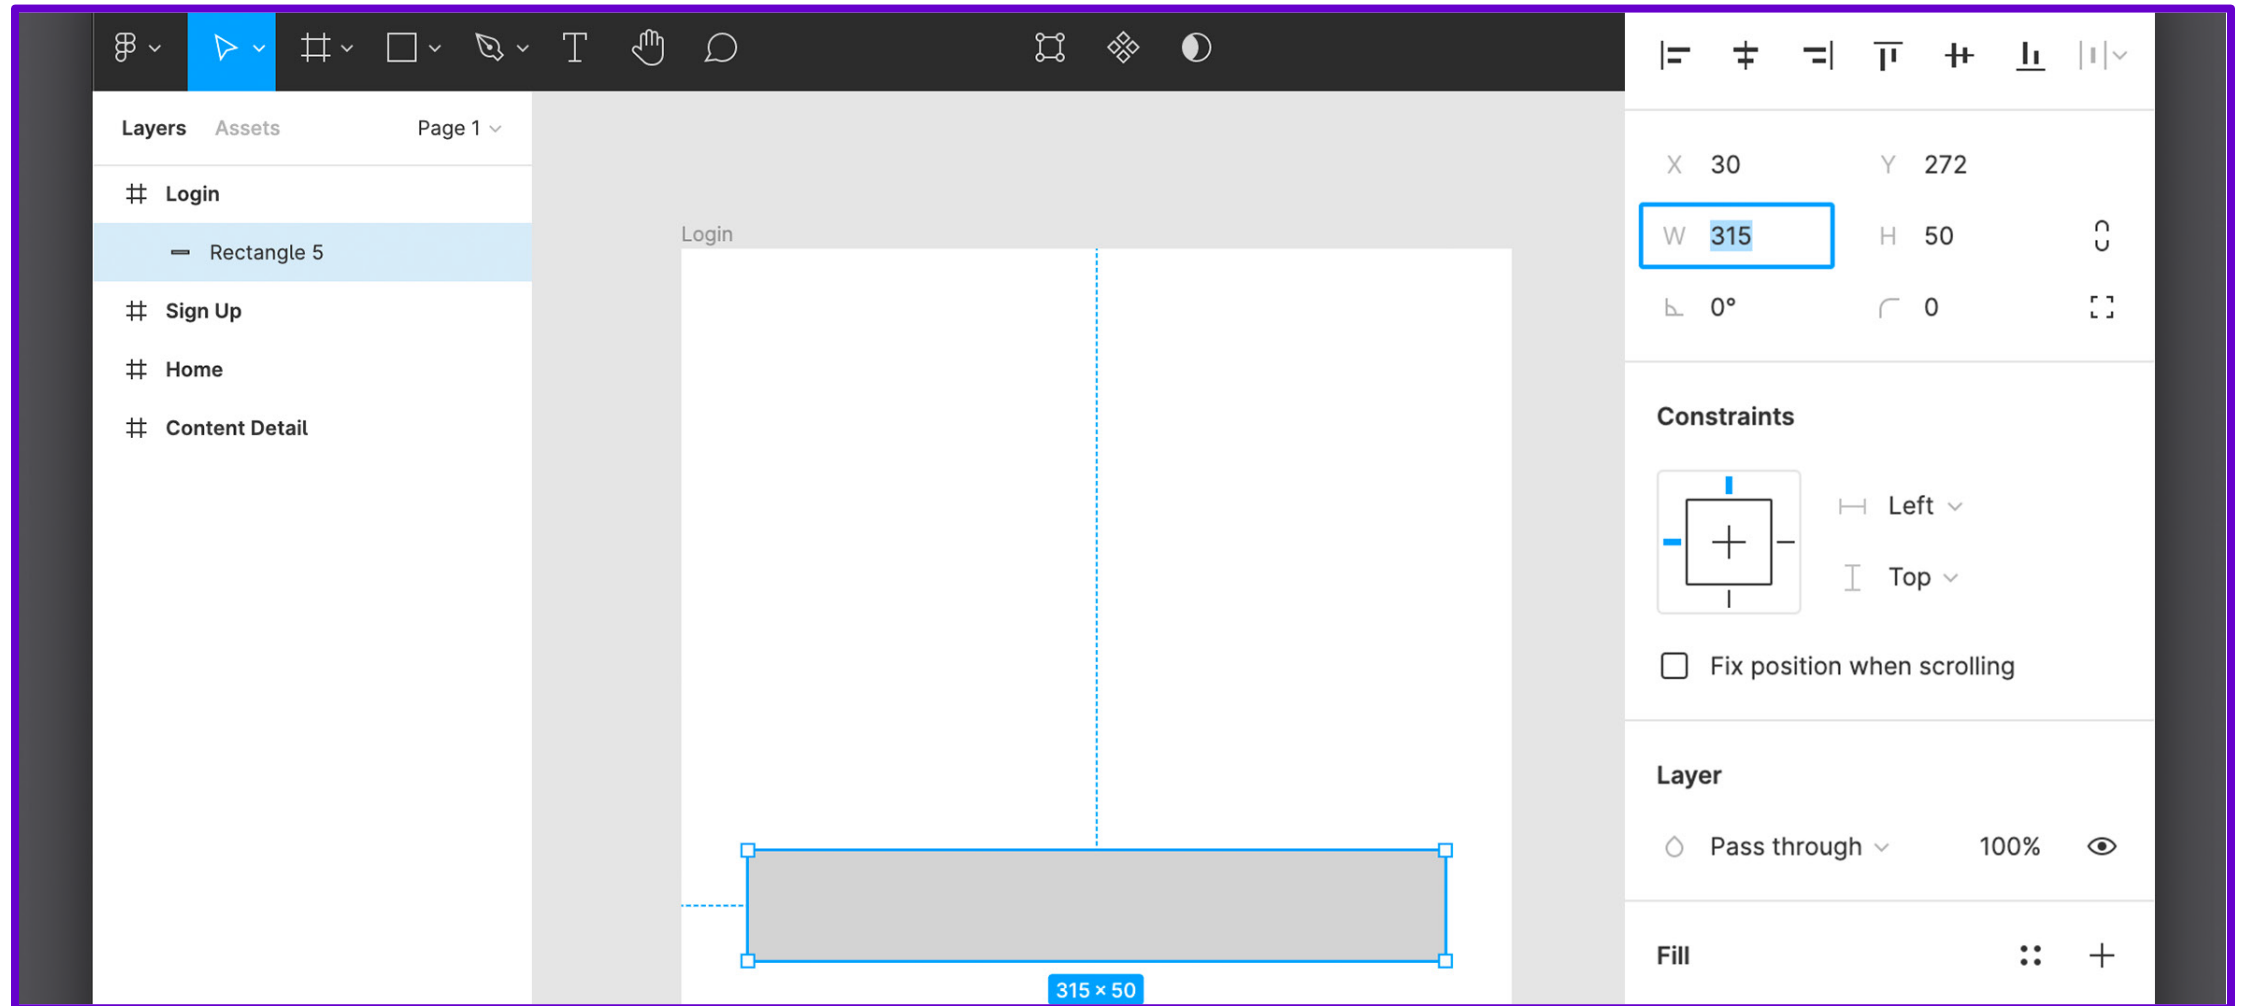 Layers Assets Page 1
Login
Rectangle 5
Sign Up
Home
Content Detail
Login
315 × 50
X 30 Y 272
W 315 H 50
0° 0
Constraints
Left
Top
Fix position when scrolling
Layer
Pass through 100%
Fill